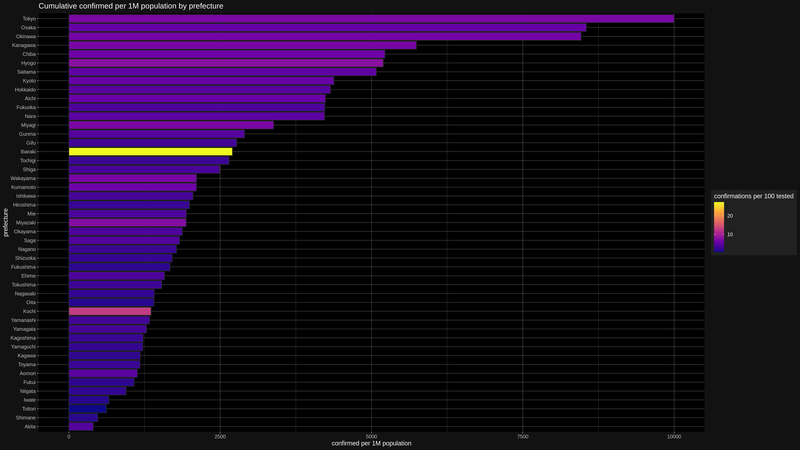 Cumulative confirmed per 1M population by prefecture
prefecture
Tokyo
Osaka
Okinawa
Kanagawa
Chiba
Hyogo
Saitama
Kyoto
Hokkaido
Aichi
Fukuoka
Nara
Miyagi
Gunma
Gifu
Ibaraki
Tochigi
Shiga
Wakayama
Kumamoto
Ishikawa
Hiroshima
Mie
Miyazaki
Okayama
Saga
Nagano
Shizuoka
Fukushima
Ehime
Tokushima
Nagasaki
Oita
Kochi
Yamanashi
Yamagata
Kagoshima
Yamaguchi
Kagawa
Toyama
Aomori
Fukui
Niigata
Iwate
Tottori
Shimane
Akita
0 2500 5000 7500 10000
confirmed per 1M population
confirmations per 100 tested
20
10